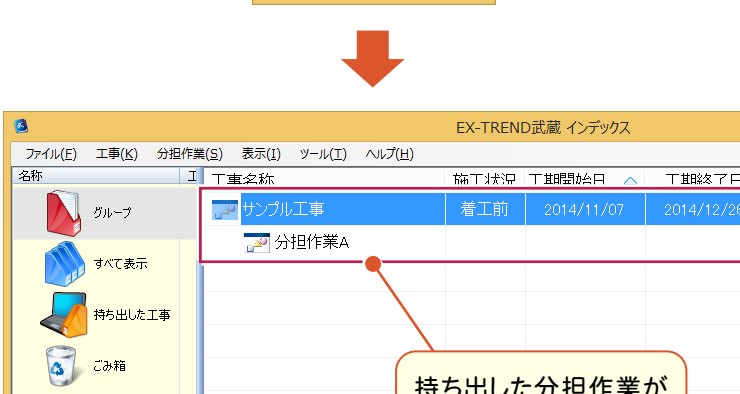 EX-TREND武蔵 インデックス
ファイル(F) 工事(K) 分担作業(S) 表示(I) ツール(T) ヘルプ(H)
名称 工 工事名称 施工状況 工期開始日 工期終了日
グループ サンプル工事 着工前 2014/11/07 2014/12/26
分担作業A
すべて表示
持ち出した工事
ごみ箱
持ち出した分担作業が